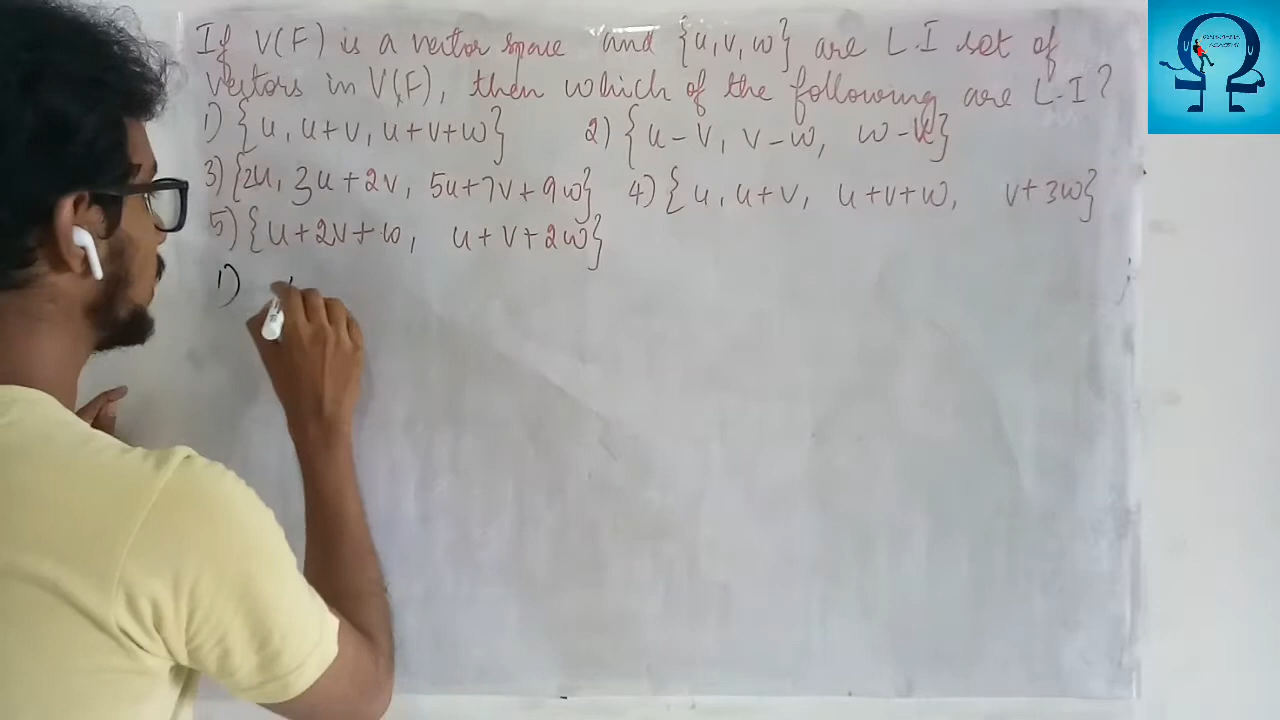 If V(F) is a vector space and {u, v, w} are L.I set of
vectors in V(F), then which of the following are L.I?
1) {u, u+v, u+v+w} 2) {u-v, v-w, w-u}
3) {2u, 3u+2v, 5u+7v+9w} 4) {u, u+v, u+v+w, v+3w}
5) {u+2v+w, u+v+2w}
1)
ACADEMY